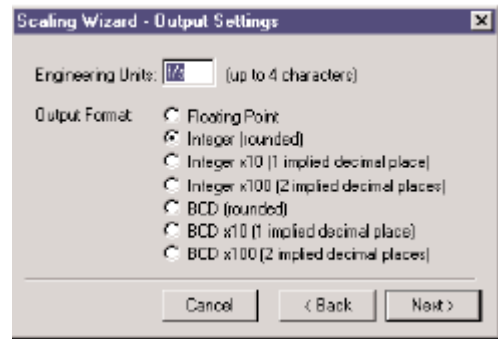 Scaling Wizard - Output Settings
Engineering Units: (up to 4 characters)
Output Format: Floating Point
Integer (rounded)
Integer x10 (1 implied decimal place)
Integer x100 (2 implied decimal places)
BCD (rounded)
BCD x10 (1 implied decimal place)
BCD x100 (2 implied decimal places)
Cancel
< Back
Next >